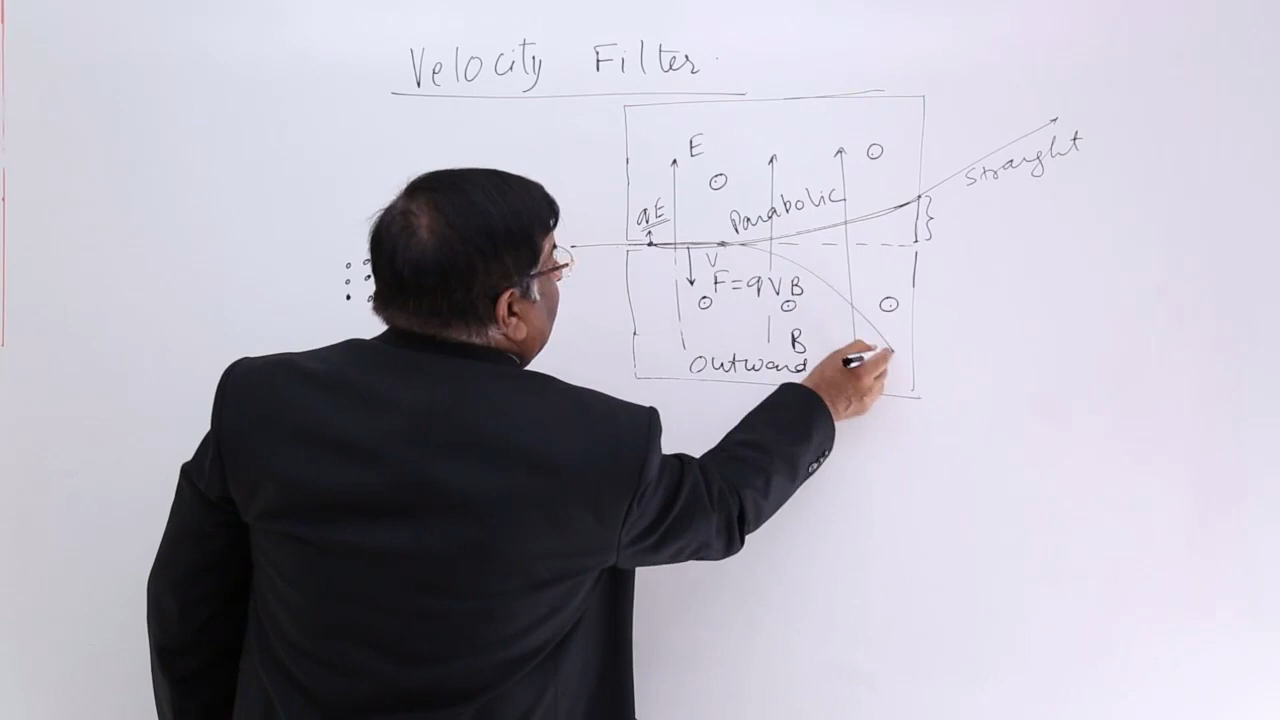 Velocity Filter.
E
qE
Parabolic
Straight
V
F=qVB
B
Outward